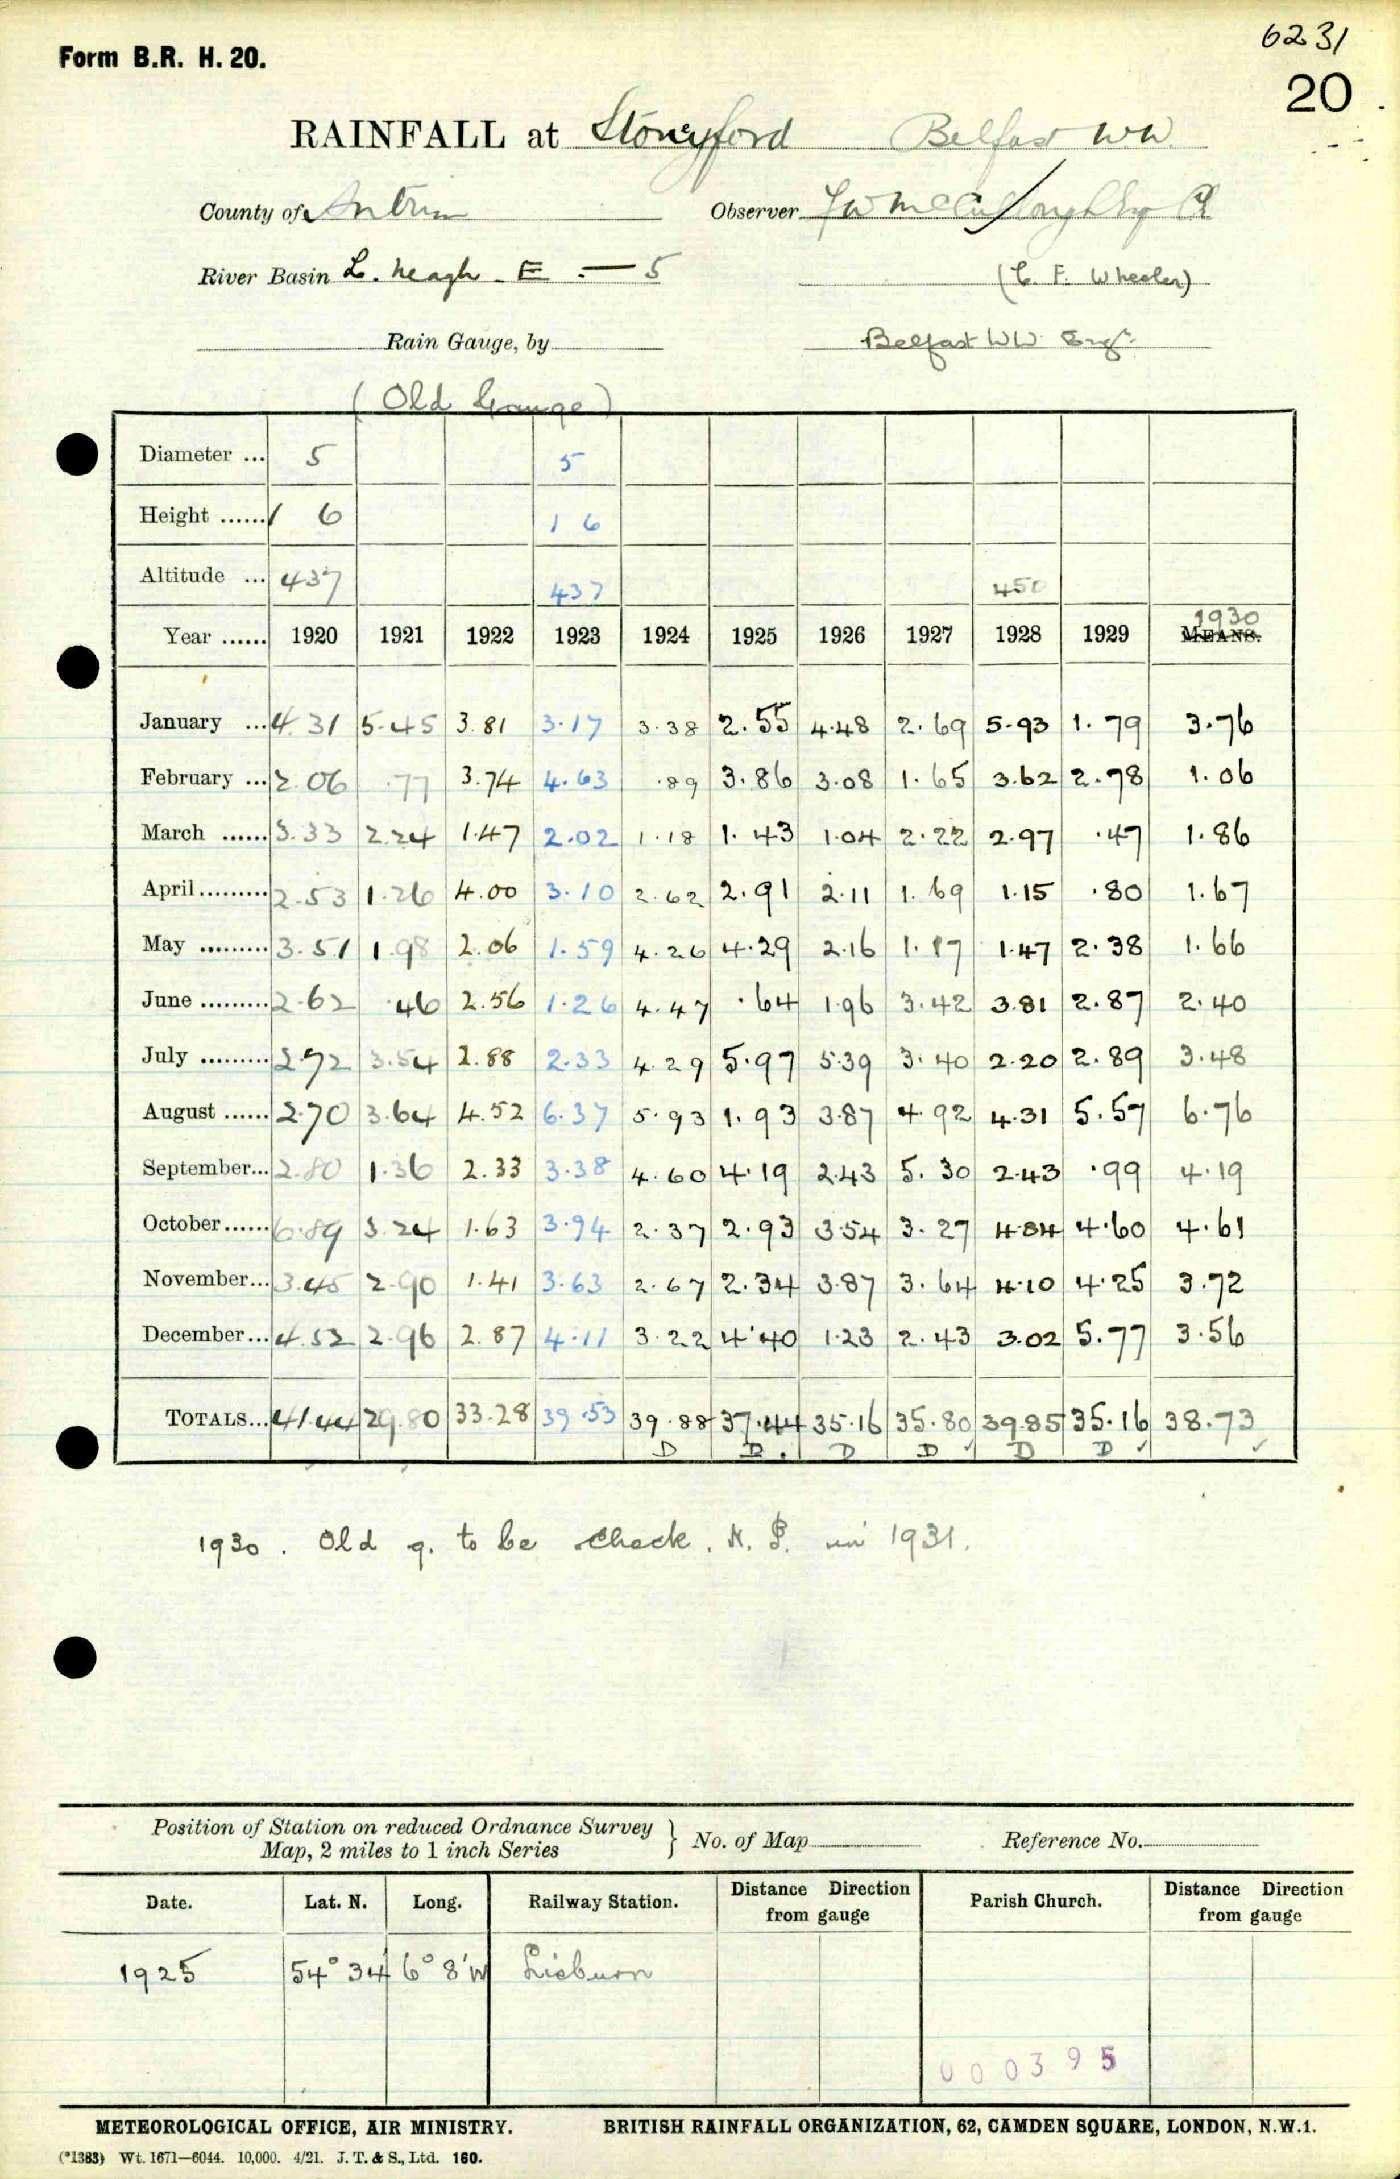 6231
Form B.R. H. 20.
20
RAINFALL at Stoneyford Belfast WW.
County of Antrim Observer FW McCullough Esq CE
River Basin L. Neagh. E. — 5 (C. F. Wheeler)
Rain Gauge, by Belfast WW. Engr.
(Old Gauge)
Diameter ... 5 5
Height ...... 1 6 1 6
Altitude ... 437 437 450
Year ...... 1920 1921 1922 1923 1924 1925 1926 1927 1928 1929 MEANS. 1930
January ... 4.31 5.45 3.81 3.17 3.38 2.55 4.48 2.69 5.93 1.79 3.76
February ... 2.06 .77 3.74 4.63 .89 3.86 3.08 1.65 3.62 2.78 1.06
March ...... 3.33 2.24 1.47 2.02 1.18 1.43 1.04 2.22 2.97 .47 1.86
April ......... 2.53 1.26 4.00 3.10 2.62 2.91 2.11 1.69 1.15 .80 1.67
May ......... 3.51 1.98 2.06 1.59 4.26 4.29 2.16 1.17 1.47 2.38 1.66
June ......... 2.62 .46 2.56 1.26 4.47 .64 1.96 3.42 3.81 2.87 2.40
July ......... 2.72 3.54 2.88 2.33 4.29 5.97 5.39 3.40 2.20 2.89 3.48
August ...... 2.70 3.64 4.52 6.37 5.93 1.93 3.87 4.92 4.31 5.57 6.76
September... 2.80 1.36 2.33 3.38 4.60 4.19 2.43 5.30 2.43 .99 4.19
October...... 6.89 3.24 1.63 3.94 2.37 2.93 3.54 3.27 4.84 4.60 4.61
November... 3.45 2.90 1.41 3.63 2.67 2.34 3.87 3.64 4.10 4.25 3.72
December... 4.52 2.96 2.87 4.11 3.22 4.40 1.23 2.43 3.02 5.77 3.56
TOTALS... 41.44 29.80 33.28 39.53 39.88 37.44 35.16 35.80 39.85 35.16 38.73
D D. D D ✓ D D ✓ ✓
1930. Old g. to be check. in 1931.
Position of Station on reduced Ordnance Survey
Map, 2 miles to 1 inch Series } No. of Map Reference No.
Date. Lat. N. Long. Railway Station. Distance from gauge Direction Parish Church. Distance from gauge Direction
1925 54° 34' 6° 8' W Lisburn
000395
METEOROLOGICAL OFFICE, AIR MINISTRY. BRITISH RAINFALL ORGANIZATION, 62, CAMDEN SQUARE, LONDON, N.W.1.
(*1383) Wt. 1671—6044. 10,000. 4/21. J. T. & S., Ltd. 160.